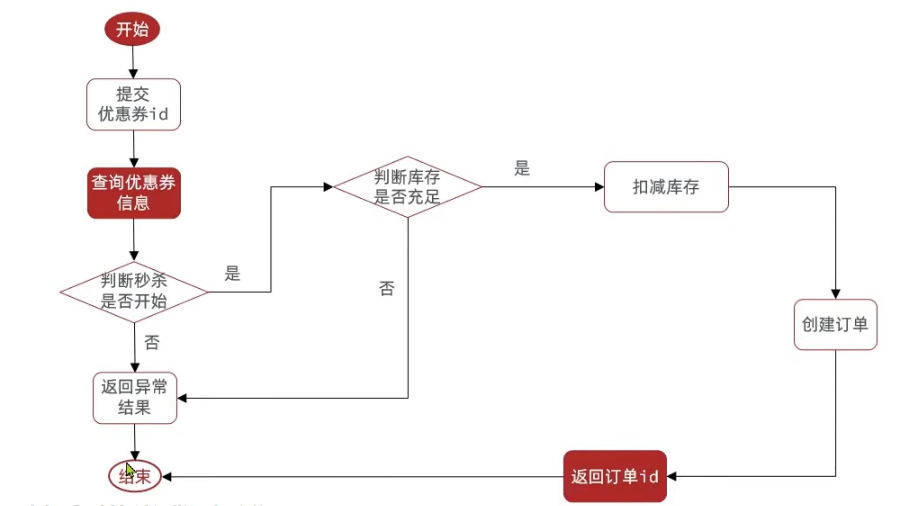 开始
提交
优惠券id
查询优惠券
信息
判断秒杀
是否开始
是
否
返回异常
结果
结束
判断库存
是否充足
是
否
扣减库存
创建订单
返回订单id